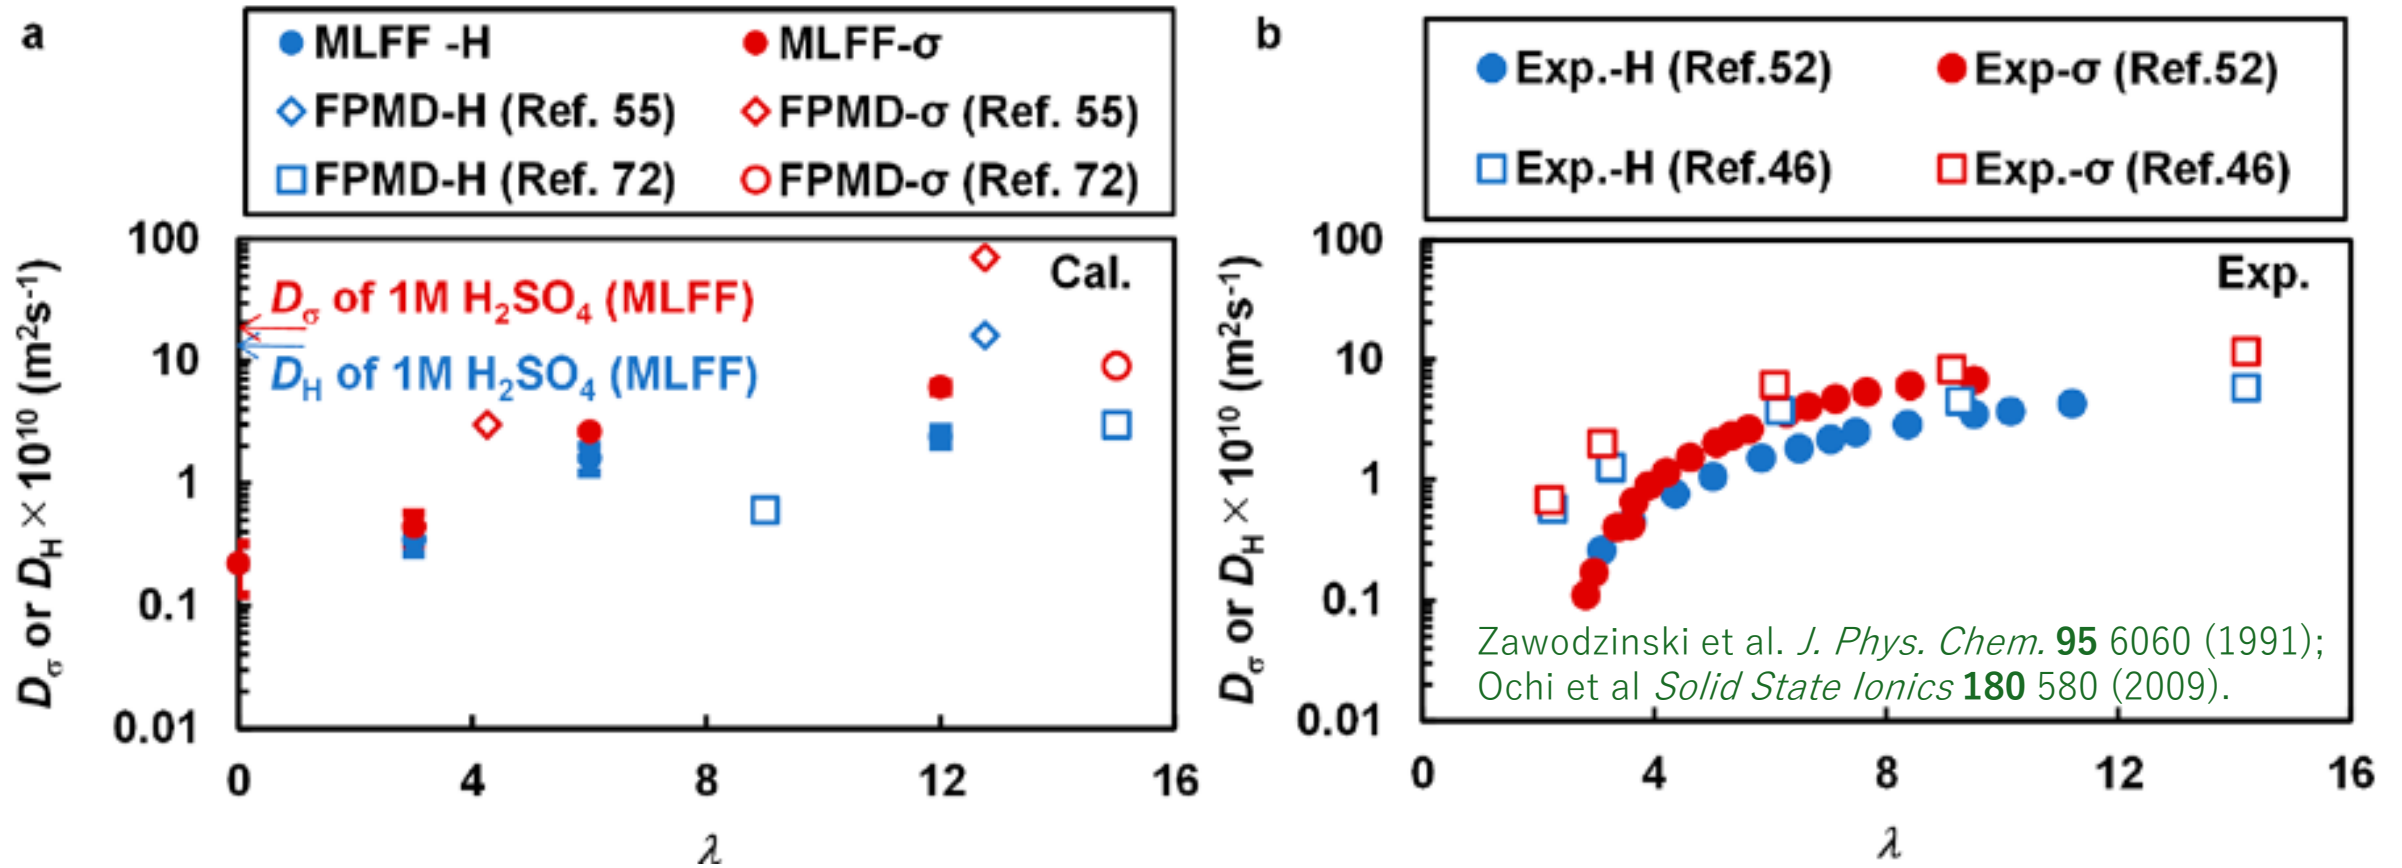 a
MLFF -H
MLFF-σ
FPMD-H (Ref. 55)
FPMD-σ (Ref. 55)
FPMD-H (Ref. 72)
FPMD-σ (Ref. 72)
100
10
1
0.1
0.01
Dσ or DH × 10¹⁰ (m²s⁻¹)
Cal.
Dσ of 1M H₂SO₄ (MLFF)
DH of 1M H₂SO₄ (MLFF)
0 4 8 12 16
λ
b
Exp.-H (Ref.52)
Exp-σ (Ref.52)
Exp.-H (Ref.46)
Exp.-σ (Ref.46)
100
10
1
0.1
0.01
Dσ or DH × 10¹⁰ (m²s⁻¹)
Exp.
Zawodzinski et al. J. Phys. Chem. 95 6060 (1991);
Ochi et al Solid State Ionics 180 580 (2009).
0 4 8 12 16
λ